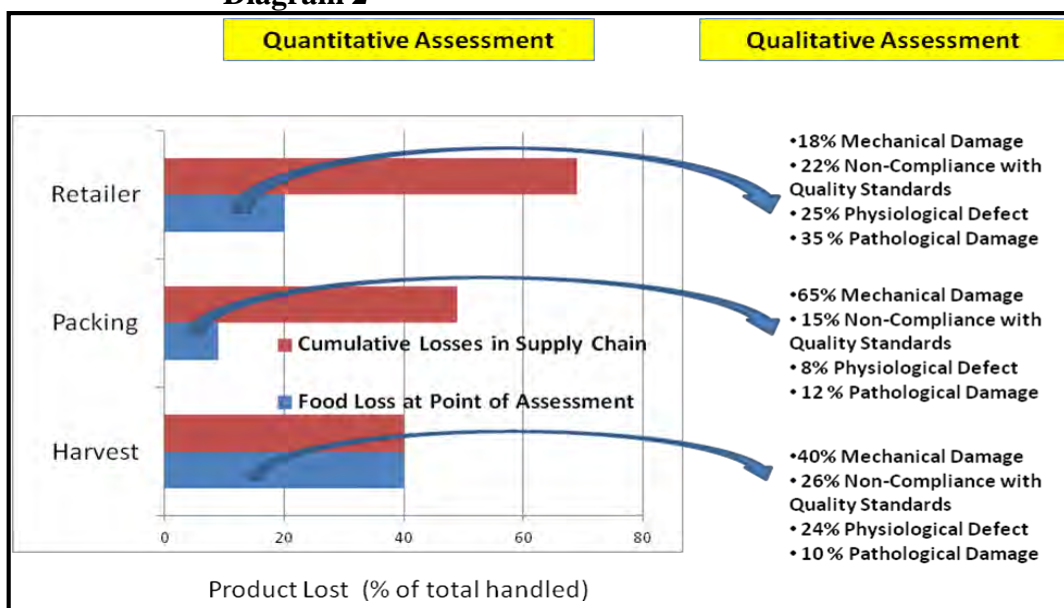 Diagram 2
Quantitative Assessment
Qualitative Assessment
Retailer
Packing
Harvest
Cumulative Losses in Supply Chain
Food Loss at Point of Assessment
0 20 40 60 80
Product Lost (% of total handled)
•18% Mechanical Damage
• 22% Non-Compliance with
Quality Standards
• 25% Physiological Defect
• 35 % Pathological Damage
•65% Mechanical Damage
• 15% Non-Compliance with
Quality Standards
• 8% Physiological Defect
• 12 % Pathological Damage
•40% Mechanical Damage
• 26% Non-Compliance with
Quality Standards
• 24% Physiological Defect
• 10 % Pathological Damage